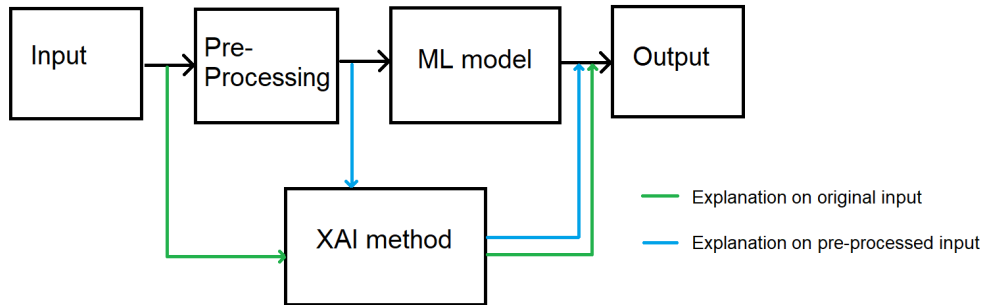 Input
Pre-
Processing
ML model
Output
XAI method
Explanation on original input
Explanation on pre-processed input